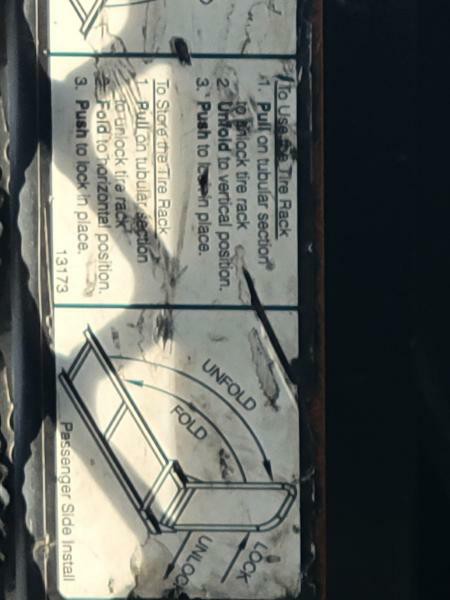 To Use the Tire Rack
1. Pull on tubular section
to unlock tire rack
2. Unfold to vertical position.
3. Push to lock in place.
To Store the Tire Rack
1. Pull on tubular section
to unlock tire rack
2. Fold to horizontal position.
3. Push to lock in place.
13173
UNFOLD
FOLD
LOCK
UNLOCK
Passenger Side Install